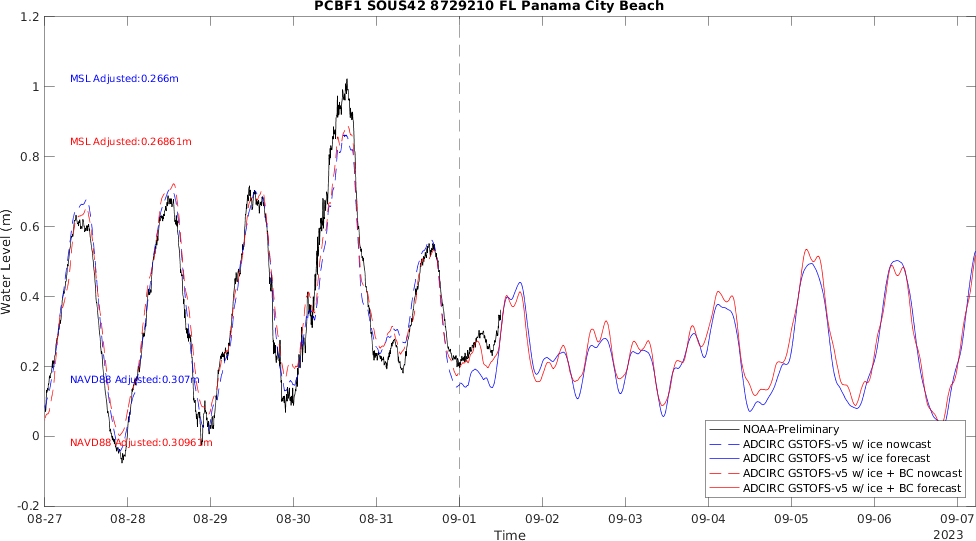 PCBF1 SOUS42 8729210 FL Panama City Beach
1.2
1
0.8
0.6
0.4
0.2
0
-0.2
Water Level (m)
MSL Adjusted:0.266m
MSL Adjusted:0.26861m
NAVD88 Adjusted:0.307m
NAVD88 Adjusted:0.30961m
NOAA-Preliminary
ADCIRC GSTOFS-v5 w/ ice nowcast
ADCIRC GSTOFS-v5 w/ ice forecast
ADCIRC GSTOFS-v5 w/ ice + BC nowcast
ADCIRC GSTOFS-v5 w/ ice + BC forecast
08-27 08-28 08-29 08-30 08-31 09-01 09-02 09-03 09-04 09-05 09-06 09-07
Time
2023